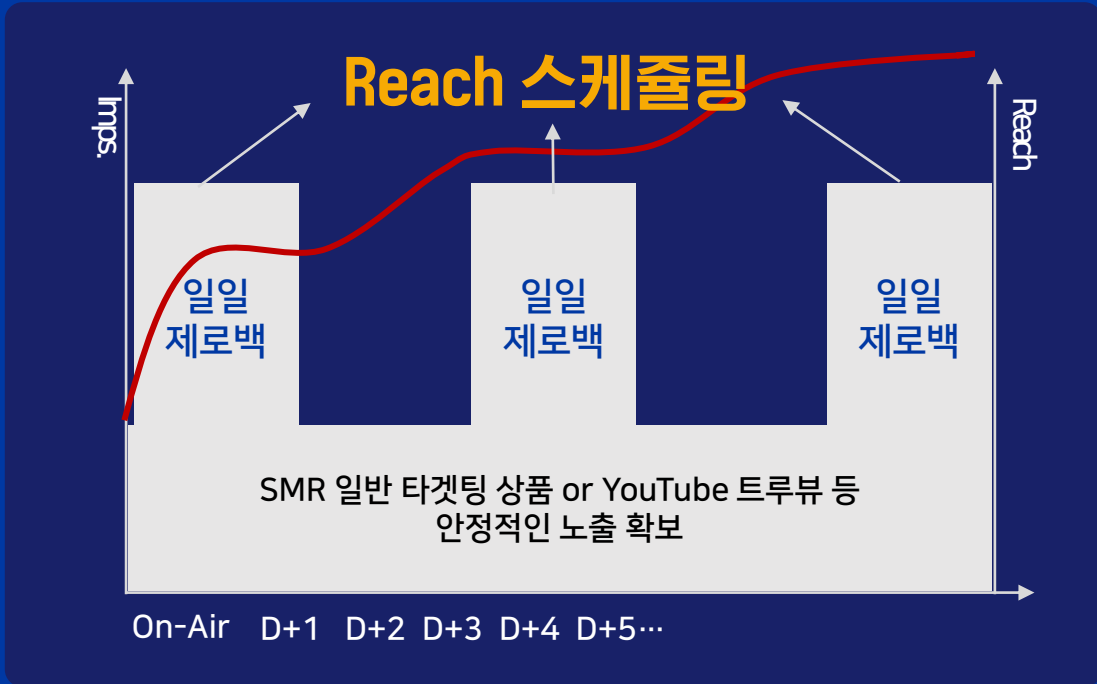 Reach 스케쥴링
Imps.
Reach
일일
제로백
일일
제로백
일일
제로백
SMR 일반 타겟팅 상품 or YouTube 트루뷰 등
안정적인 노출 확보
On-Air D+1 D+2 D+3 D+4 D+5…